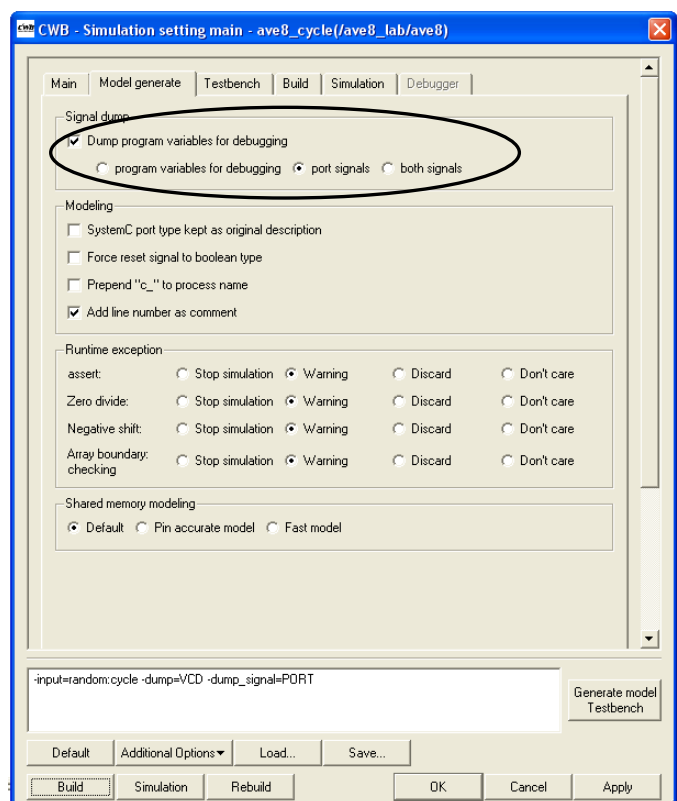 CWB - Simulation setting main - ave8_cycle(/ave8_lab/ave8)
Main Model generate Testbench Build Simulation Debugger
Signal dump
Dump program variables for debugging
program variables for debugging port signals both signals
Modeling
SystemC port type kept as original description
Force reset signal to boolean type
Prepend "c_" to process name
Add line number as comment
Runtime exception
assert: Stop simulation Warning Discard Don't care
Zero divide: Stop simulation Warning Discard Don't care
Negative shift: Stop simulation Warning Discard Don't care
Array boundary: checking Stop simulation Warning Discard Don't care
Shared memory modeling
Default Pin accurate model Fast model
-input=random:cycle -dump=VCD -dump_signal=PORT
Generate model
Testbench
Default Additional Options Load... Save...
Build Simulation Rebuild OK Cancel Apply